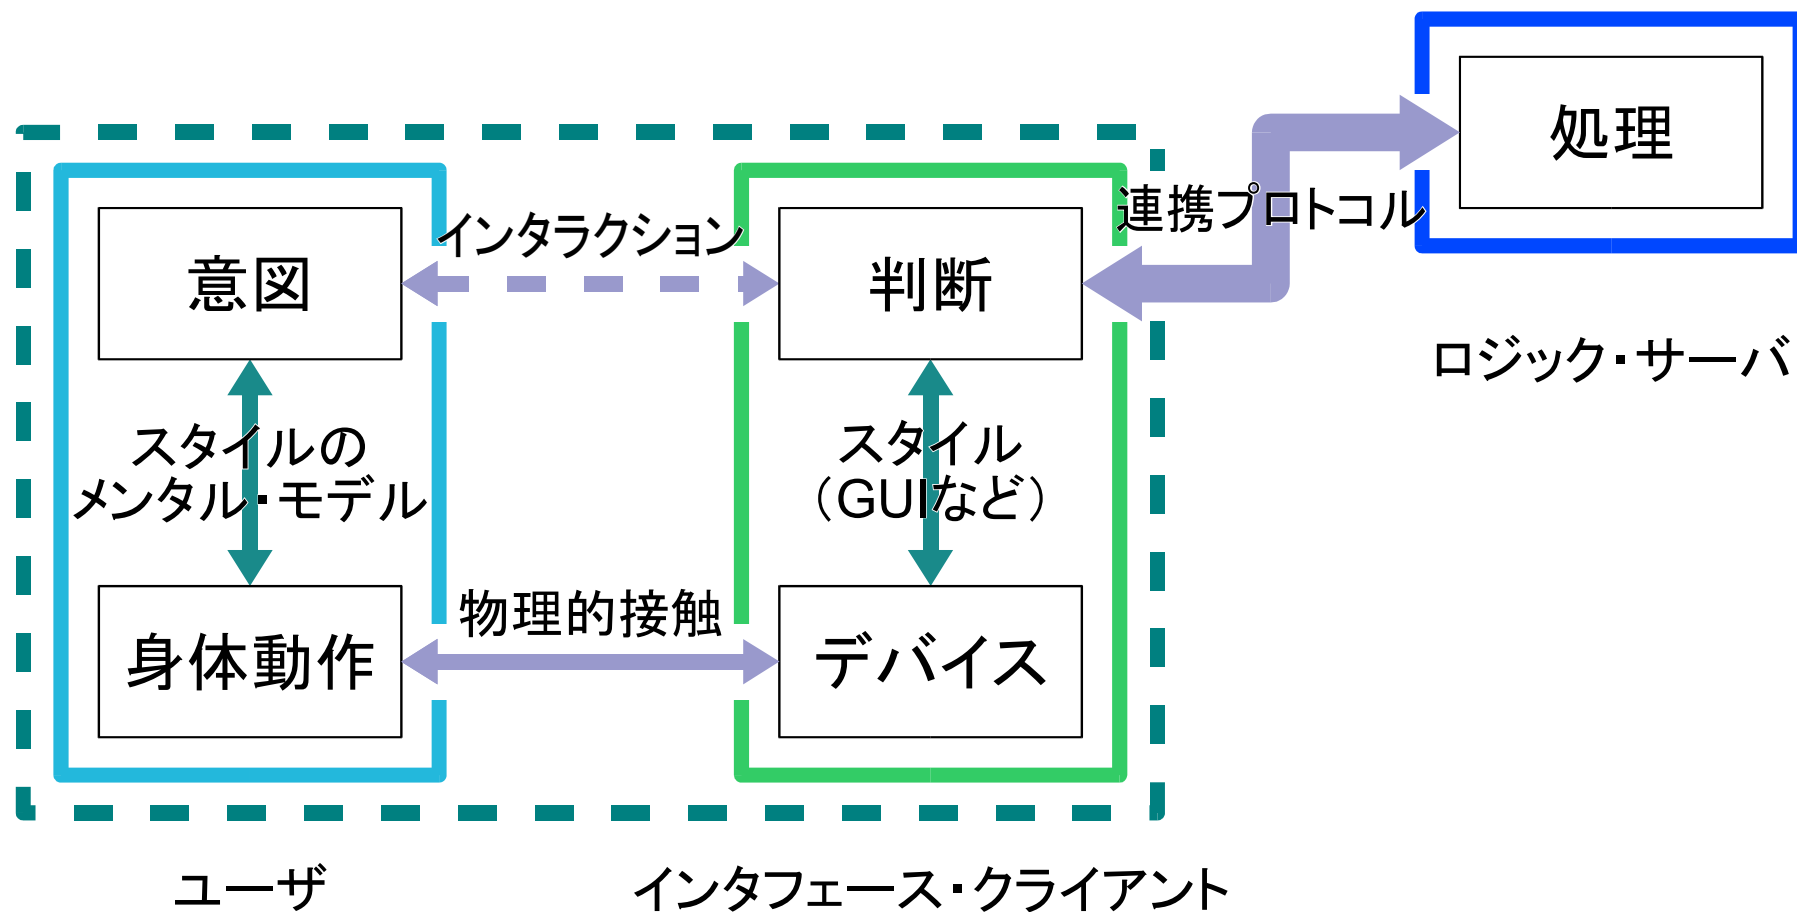 処理
連携プロトコル
インタラクション
意図
判断
ロジック・サーバ
スタイルの
メンタル・モデル
スタイル
（GUIなど）
物理的接触
身体動作
デバイス
ユーザ
インタフェース・クライアント